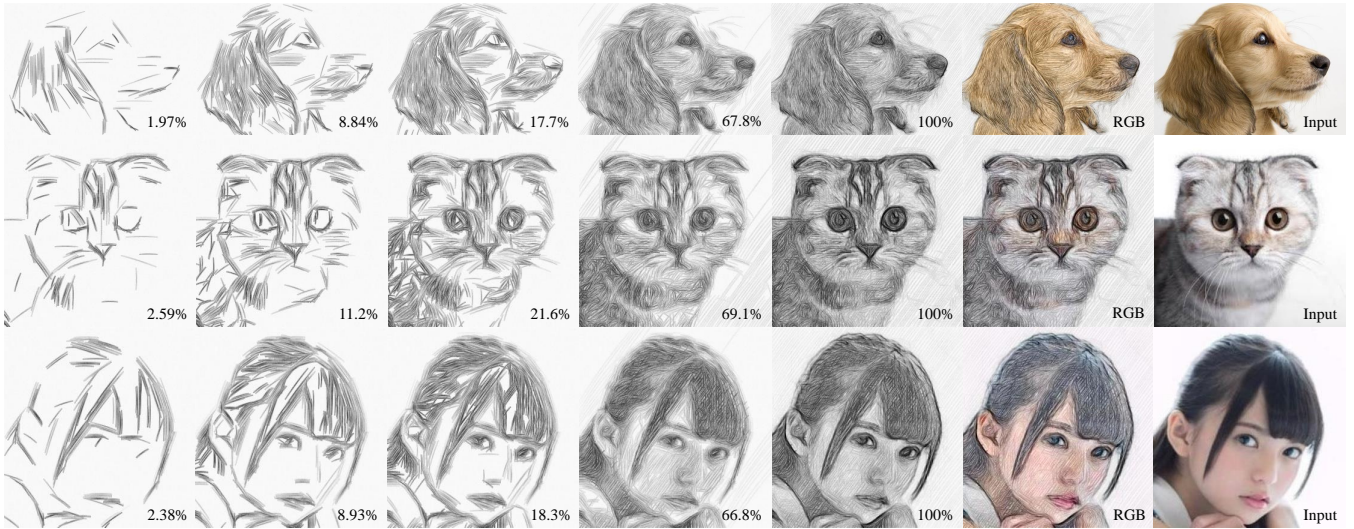 1.97% 8.84% 17.7% 67.8% 100% RGB Input
2.59% 11.2% 21.6% 69.1% 100% RGB Input
2.38% 8.93% 18.3% 66.8% 100% RGB Input